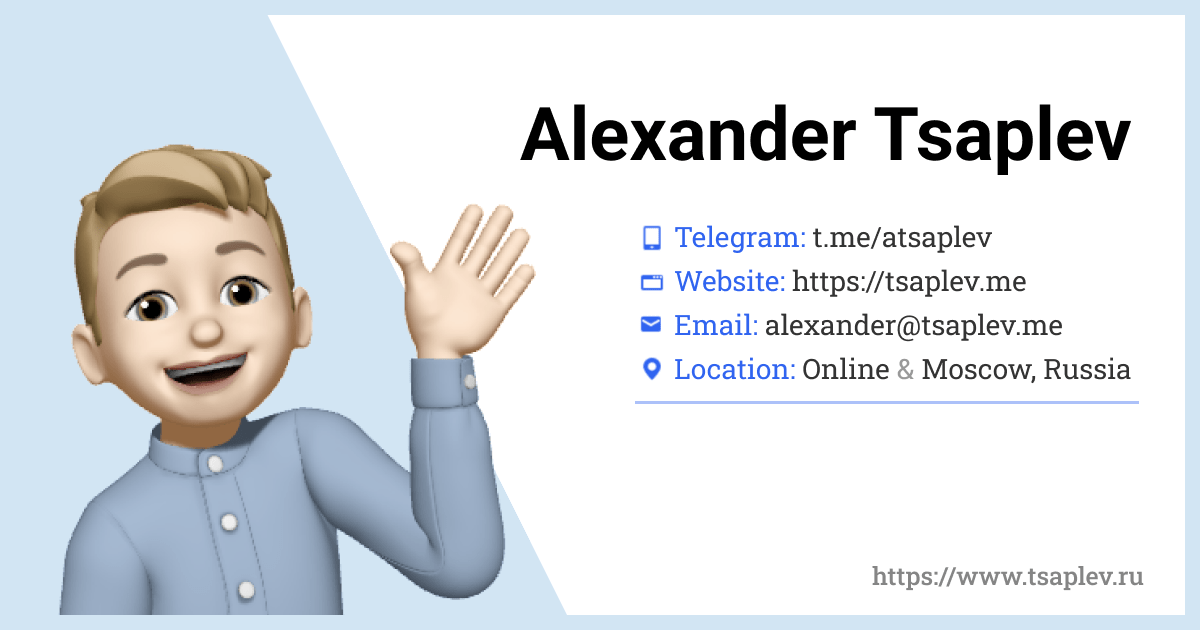 Alexander Tsaplev
Telegram: t.me/atsaplev
Website: https://tsaplev.me
Email: alexander@tsaplev.me
Location: Online & Moscow, Russia
https://www.tsaplev.ru